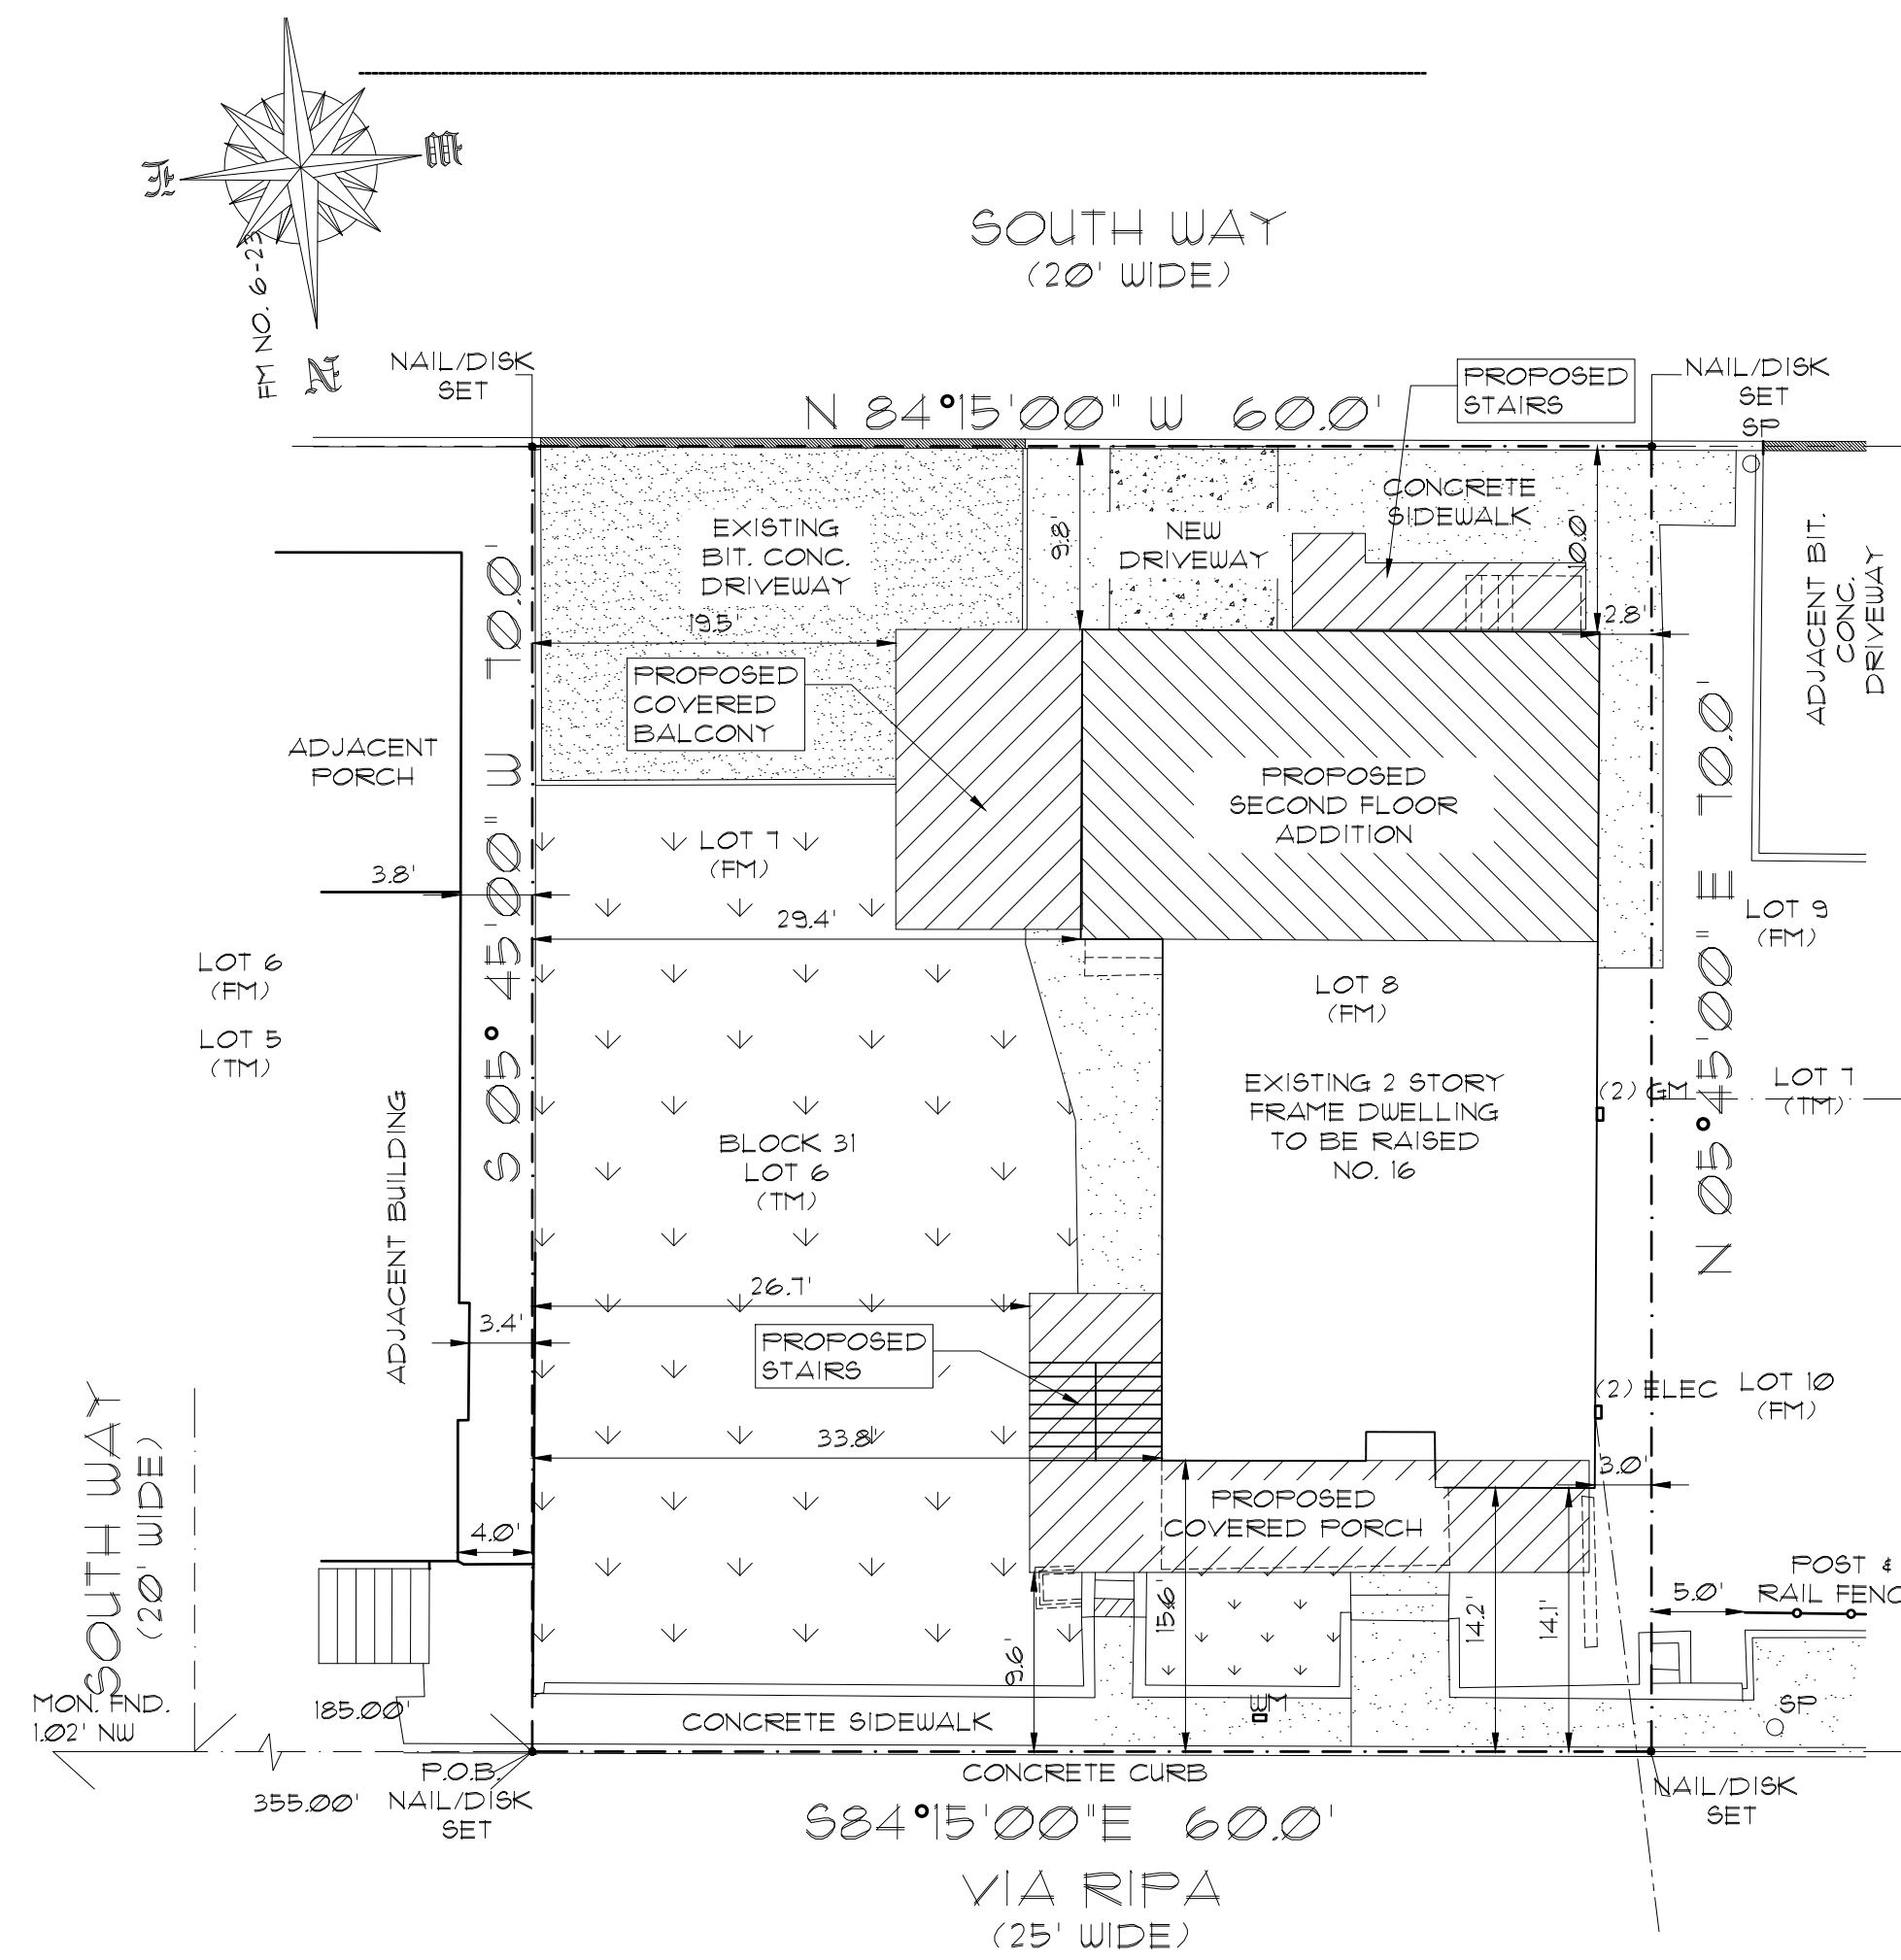 E
W
N
FM NO. 6-23
SOUTH WAY
(20' WIDE)
NAIL/DISK
SET
N 84°15'00" W 60.0'
PROPOSED
STAIRS
NAIL/DISK
SET
SP
EXISTING
BIT. CONC.
DRIVEWAY
9.8'
NEW
DRIVEWAY
CONCRETE
SIDEWALK
10.0'
ADJACENT BIT.
CONC.
DRIVEWAY
19.5'
2.8'
PROPOSED
COVERED
BALCONY
S 05° 45'00" W 70.0'
N 05°45'00" E 70.0'
ADJACENT
PORCH
PROPOSED
SECOND FLOOR
ADDITION
LOT 7
(FM)
3.8'
29.4'
LOT 9
(FM)
LOT 6
(FM)
LOT 5
(TM)
LOT 8
(FM)
EXISTING 2 STORY
FRAME DWELLING
TO BE RAISED
NO. 16
(2) GM
LOT 7
(TM)
ADJACENT BUILDING
BLOCK 31
LOT 6
(TM)
26.7'
3.4'
PROPOSED
STAIRS
(2) ELEC
LOT 10
(FM)
33.8'
3.0'
SOUTH WAY
(20' WIDE)
4.0'
PROPOSED
COVERED PORCH
9.6'
15.6'
14.2'
14.1'
5.0'
POST &
RAIL FENC
MON. FND.
1.02' NW
185.00'
CONCRETE SIDEWALK
WM
SP
P.O.B.
NAIL/DISK
SET
355.00'
CONCRETE CURB
NAIL/DISK
SET
S84°15'00"E 60.0'
VIA RIPA
(25' WIDE)